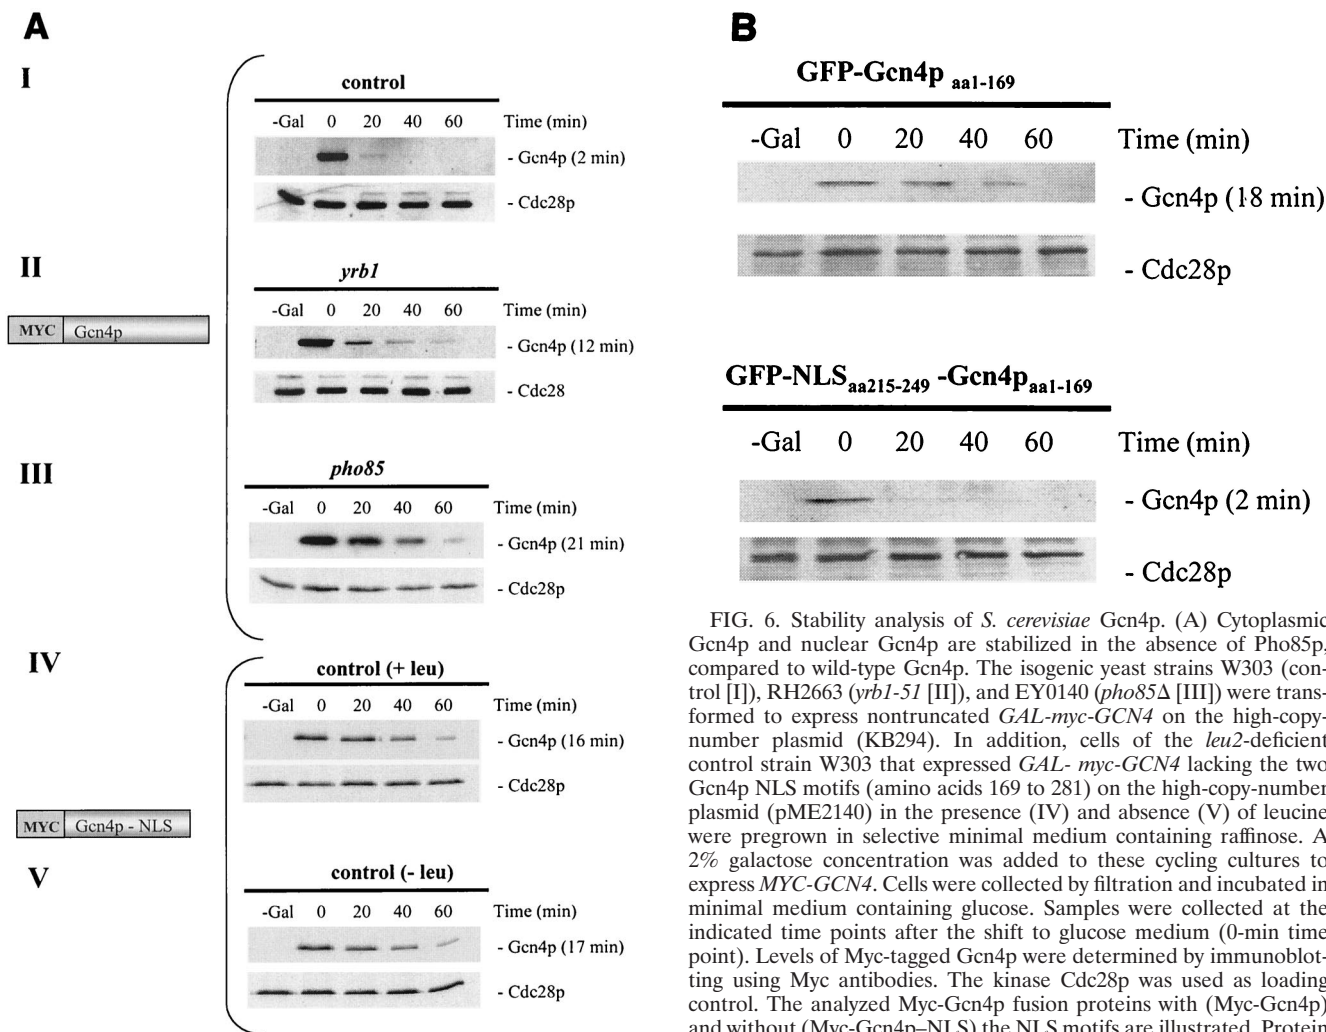 A
I
control
-Gal 0 20 40 60 Time (min)
- Gcn4p (2 min)
- Cdc28p
II
yrb1
-Gal 0 20 40 60 Time (min)
MYC Gcn4p
- Gcn4p (12 min)
- Cdc28
III
pho85
-Gal 0 20 40 60 Time (min)
- Gcn4p (21 min)
- Cdc28p
IV
control (+ leu)
-Gal 0 20 40 60 Time (min)
- Gcn4p (16 min)
- Cdc28p
MYC Gcn4p - NLS
V
control (- leu)
-Gal 0 20 40 60 Time (min)
- Gcn4p (17 min)
- Cdc28p
B
GFP-Gcn4p aa1-169
-Gal 0 20 40 60 Time (min)
- Gcn4p (18 min)
- Cdc28p
GFP-NLSaa215-249 -Gcn4paa1-169
-Gal 0 20 40 60 Time (min)
- Gcn4p (2 min)
- Cdc28p
FIG. 6. Stability analysis of S. cerevisiae Gcn4p. (A) Cytoplasmic
Gcn4p and nuclear Gcn4p are stabilized in the absence of Pho85p,
compared to wild-type Gcn4p. The isogenic yeast strains W303 (con-
trol [I]), RH2663 (yrb1-51 [II]), and EY0140 (pho85Δ [III]) were trans-
formed to express nontruncated GAL-myc-GCN4 on the high-copy-
number plasmid (KB294). In addition, cells of the leu2-deficient
control strain W303 that expressed GAL- myc-GCN4 lacking the two
Gcn4p NLS motifs (amino acids 169 to 281) on the high-copy-number
plasmid (pME2140) in the presence (IV) and absence (V) of leucine
were pregrown in selective minimal medium containing raffinose. A
2% galactose concentration was added to these cycling cultures to
express MYC-GCN4. Cells were collected by filtration and incubated in
minimal medium containing glucose. Samples were collected at the
indicated time points after the shift to glucose medium (0-min time
point). Levels of Myc-tagged Gcn4p were determined by immunoblot-
ting using Myc antibodies. The kinase Cdc28p was used as loading
control. The analyzed Myc-Gcn4p fusion proteins with (Myc-Gcn4p)
and without (Myc-Gcn4p–NLS) the NLS motifs are illustrated. Protein